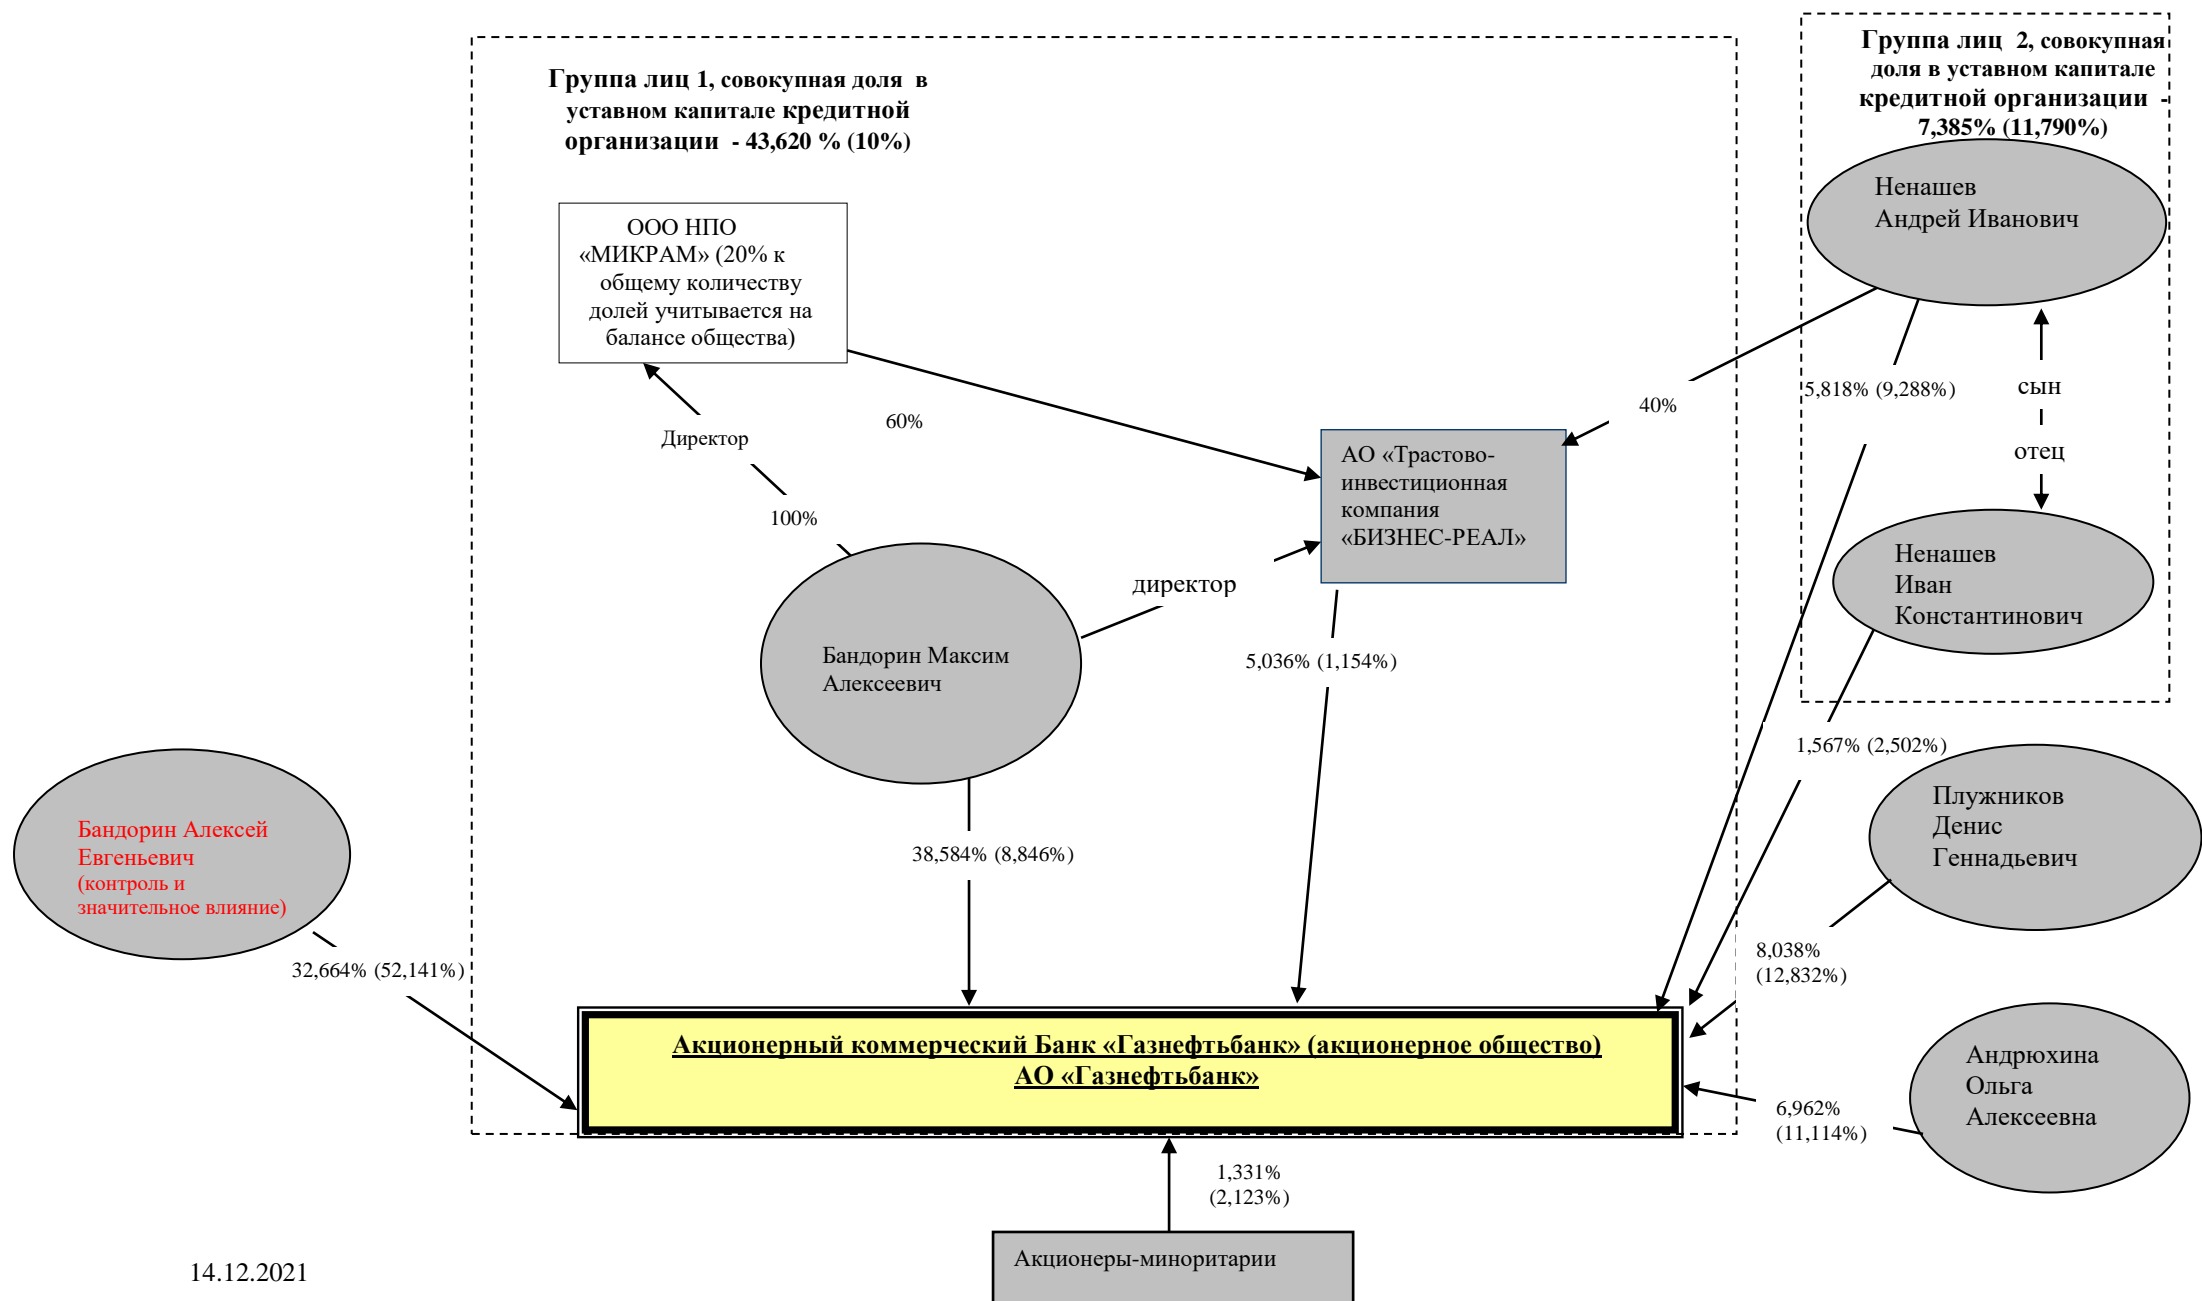 Группа лиц 1, совокупная доля в
уставном капитале кредитной
организации - 43,620 % (10%)
Группа лиц 2, совокупная
доля в уставном капитале
кредитной организации -
7,385% (11,790%)
Ненашев
Андрей Иванович
ООО НПО
«МИКРАМ» (20% к
общему количеству
долей учитывается на
балансе общества)
5,818% (9,288%)
сын
отец
40%
60%
Директор
100%
АО «Трастово-
инвестиционная
компания
«БИЗНЕС-РЕАЛ»
директор
Ненашев
Иван
Константинович
Бандорин Максим
Алексеевич
5,036% (1,154%)
1,567% (2,502%)
Плужников
Денис
Геннадьевич
Бандорин Алексей
Евгеньевич
(контроль и
значительное влияние)
38,584% (8,846%)
32,664% (52,141%)
8,038%
(12,832%)
Акционерный коммерческий Банк «Газнефтьбанк» (акционерное общество)
АО «Газнефтьбанк»
Андрюхина
Ольга
Алексеевна
6,962%
(11,114%)
1,331%
(2,123%)
Акционеры-миноритарии
14.12.2021